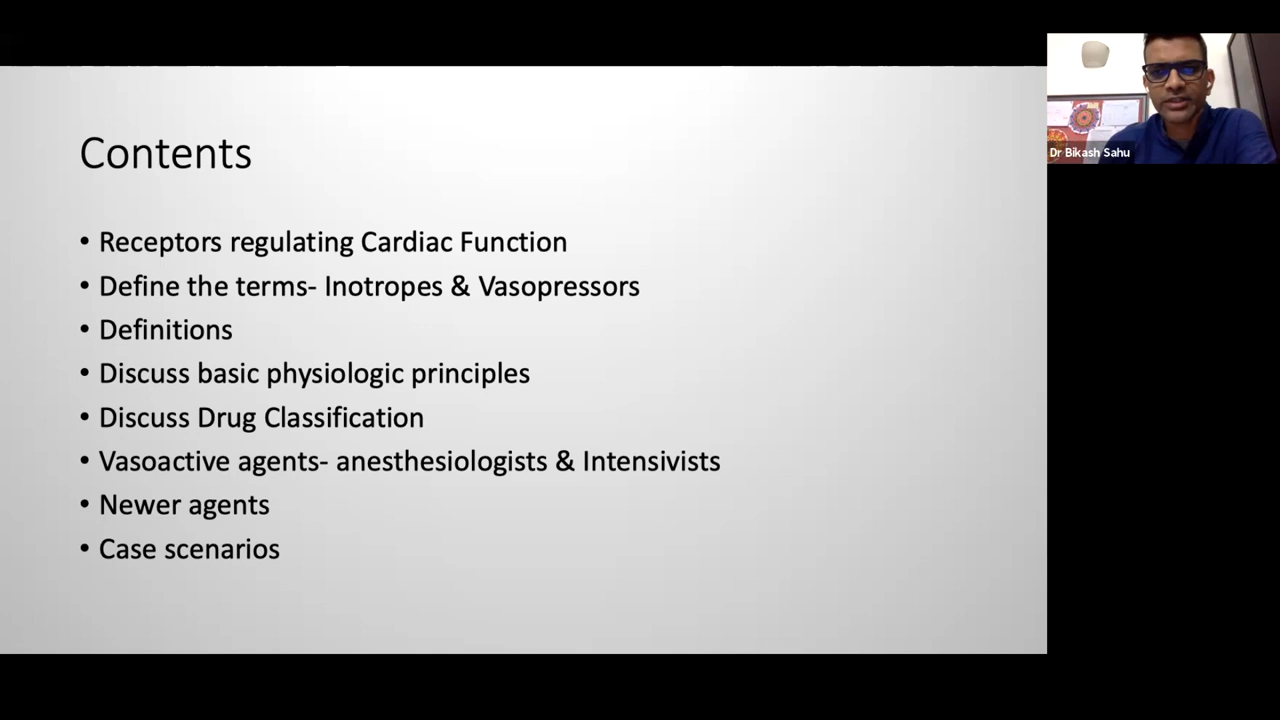 Contents
• Receptors regulating Cardiac Function
• Define the terms- Inotropes & Vasopressors
• Definitions
• Discuss basic physiologic principles
• Discuss Drug Classification
• Vasoactive agents- anesthesiologists & Intensivists
• Newer agents
• Case scenarios
Dr Bikash Sahu